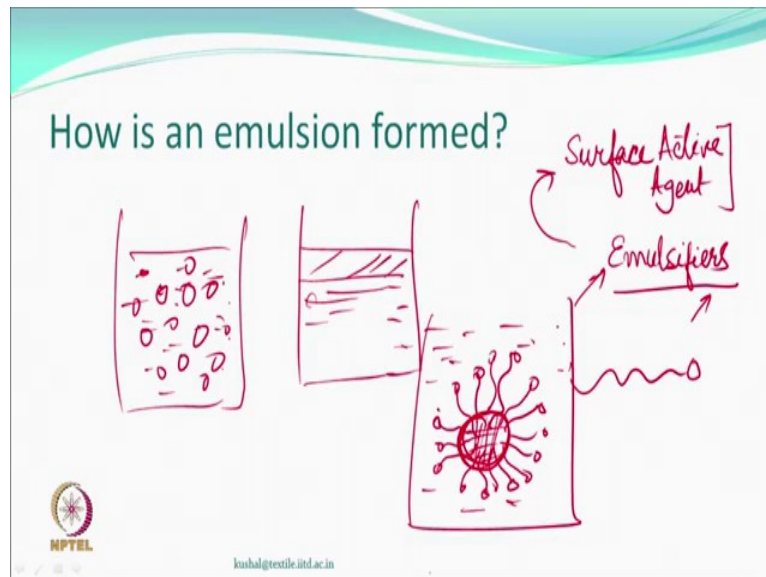 How is an emulsion formed?
Surface Active
Agent
Emulsifiers
NPTEL
kushal@textile.iitd.ac.in